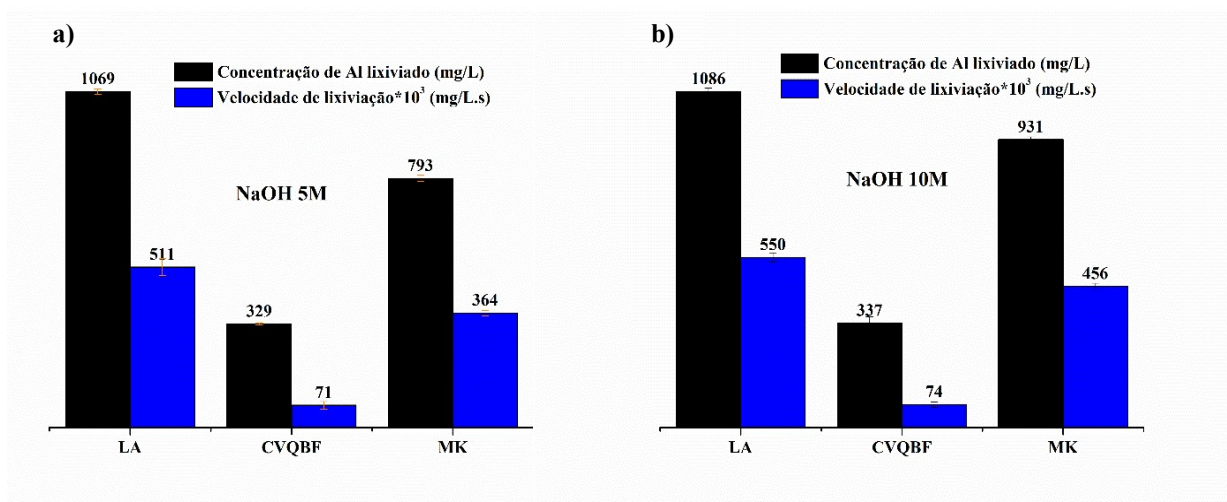 a)
Concentração de Al lixiviado (mg/L)
Velocidade de lixiviação*10³ (mg/L.s)
NaOH 5M
1069
511
329
71
793
364
LA
CVQBF
MK
b)
Concentração de Al lixiviado (mg/L)
Velocidade de lixiviação*10³ (mg/L.s)
NaOH 10M
1086
550
337
74
931
456
LA
CVQBF
MK